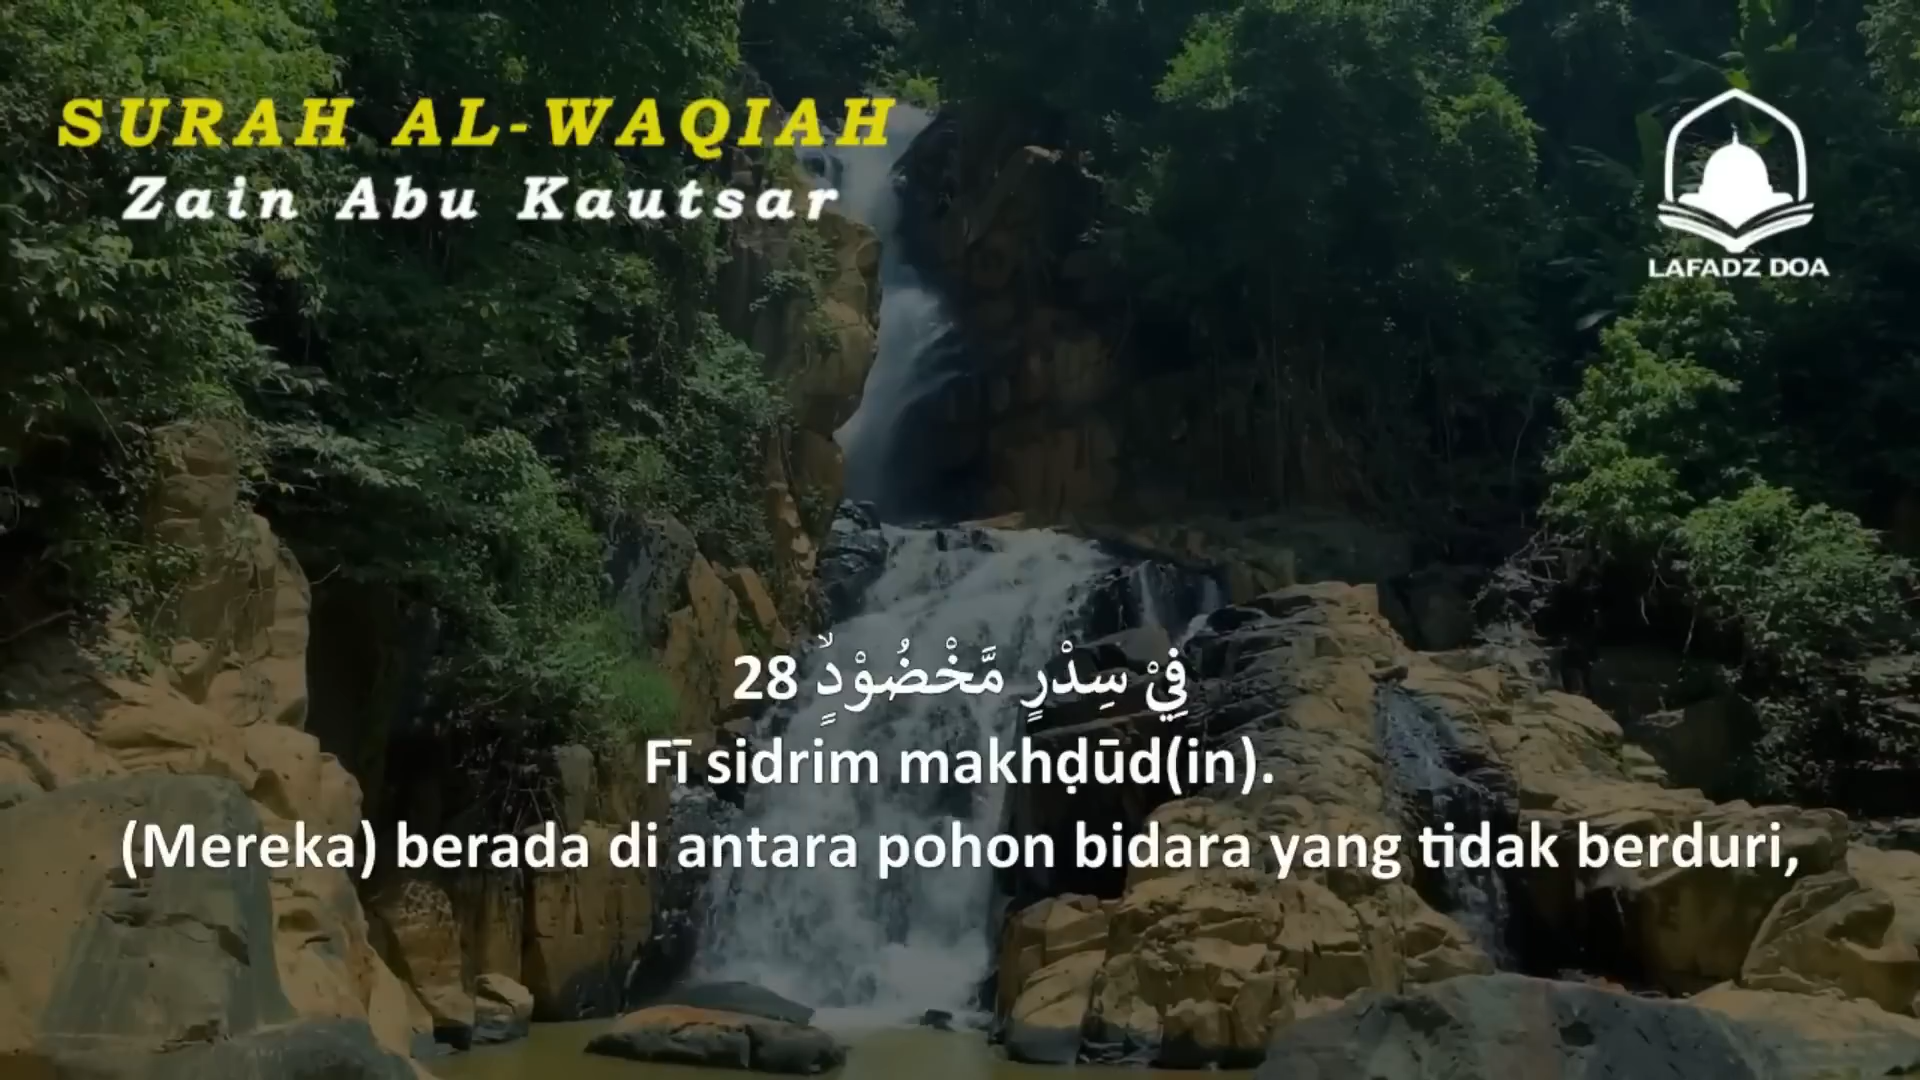 SURAH AL-WAQIAH
Zain Abu Kautsar
LAFADZ DOA
فِيْ سِدْرٍ مَّخْضُوْدٍۙ 28
Fī sidrim makhḍūd(in).
(Mereka) berada di antara pohon bidara yang tidak berduri,